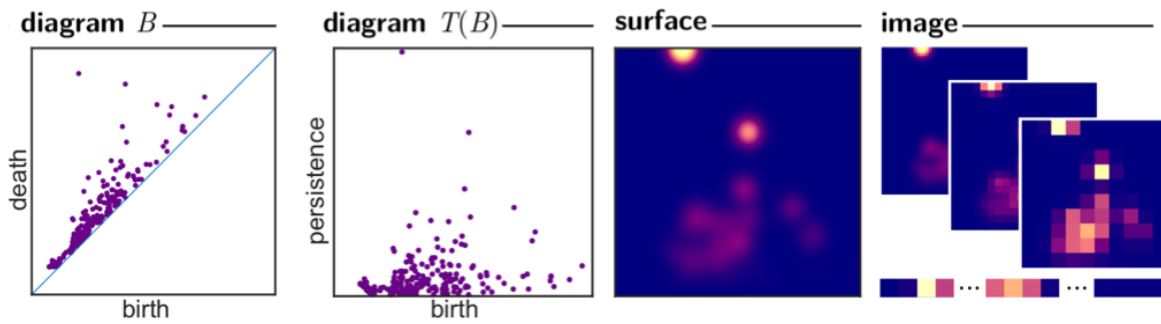 diagram B
diagram T(B)
surface
image
death
birth
persistence
birth
... ...